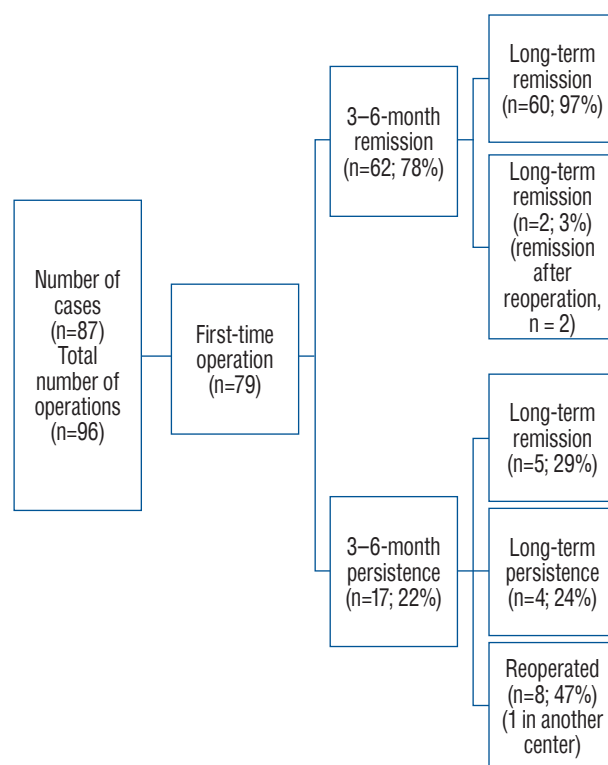 Number of
cases
(n=87)
Total
number of
operations
(n=96)
First-time
operation
(n=79)
3–6-month
remission
(n=62; 78%)
Long-term
remission
(n=60; 97%)
Long-term
remission
(n=2; 3%)
(remission
after
reoperation,
n = 2)
3–6-month
persistence
(n=17; 22%)
Long-term
remission
(n=5; 29%)
Long-term
persistence
(n=4; 24%)
Reoperated
(n=8; 47%)
(1 in another
center)